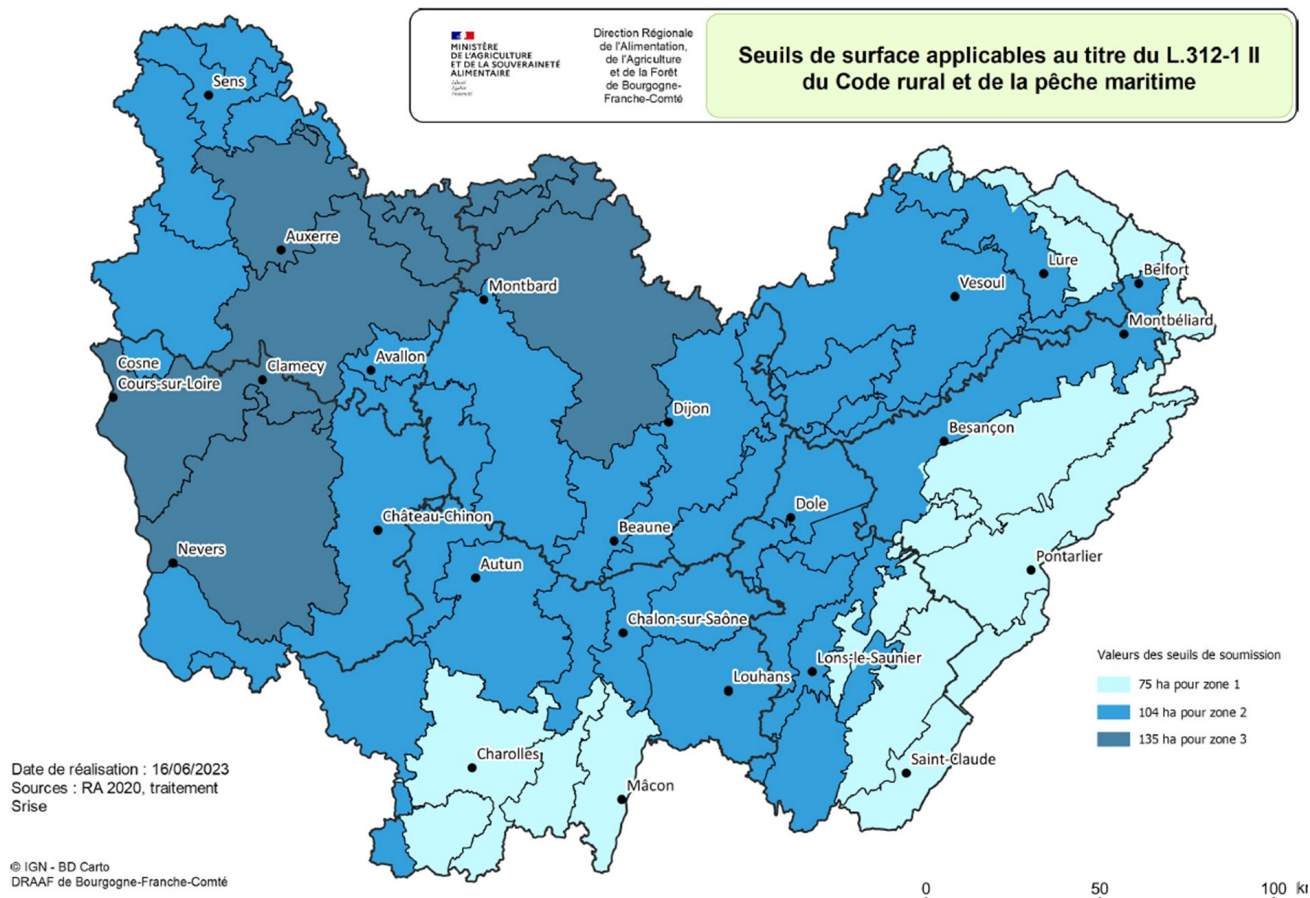 MINISTÈRE
DE L'AGRICULTURE
ET DE LA SOUVERAINETÉ
ALIMENTAIRE
Liberté
Égalité
Fraternité
Direction Régionale
de l'Alimentation,
de l'Agriculture
et de la Forêt
de Bourgogne-
Franche-Comté
Seuils de surface applicables au titre du L.312-1 II
du Code rural et de la pêche maritime
Sens
Auxerre
Montbard
Vesoul
Lure
Belfort
Montbéliard
Cosne
Cours-sur-Loire
Clamecy
Avallon
Dijon
Besançon
Château-Chinon
Beaune
Dole
Nevers
Autun
Pontarlier
Chalon-sur-Saône
Louhans
Lons-le-Saunier
Charolles
Mâcon
Saint-Claude
Valeurs des seuils de soumission
75 ha pour zone 1
104 ha pour zone 2
135 ha pour zone 3
Date de réalisation : 16/06/2023
Sources : RA 2020, traitement
Srise
© IGN - BD Carto
DRAAF de Bourgogne-Franche-Comté
0 50 100 km